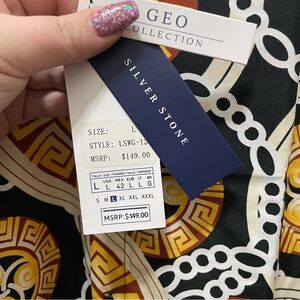 GEO
COLLECTION
SILVER STONE
SIZE: L
STYLE: LSWG-12
MSRP: $149.00
USA MEX EUR IT BR
L L 42 L L G
S M L XL XXL XXXL
MSRP:$149.00